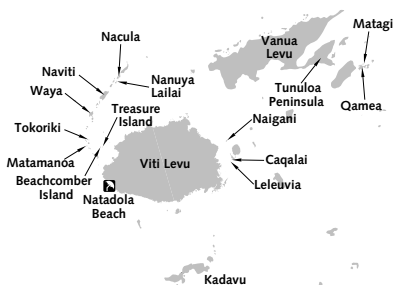 Nacula
Matagi
Vanua
Levu
Naviti
Nanuya
Lailai
Waya
Tunuloa
Peninsula
Qamea
Treasure
Island
Naigani
Tokoriki
Matamanoa
Viti Levu
Caqalai
Beachcomber
Island
Leleuvia
Natadola
Beach
Kadavu